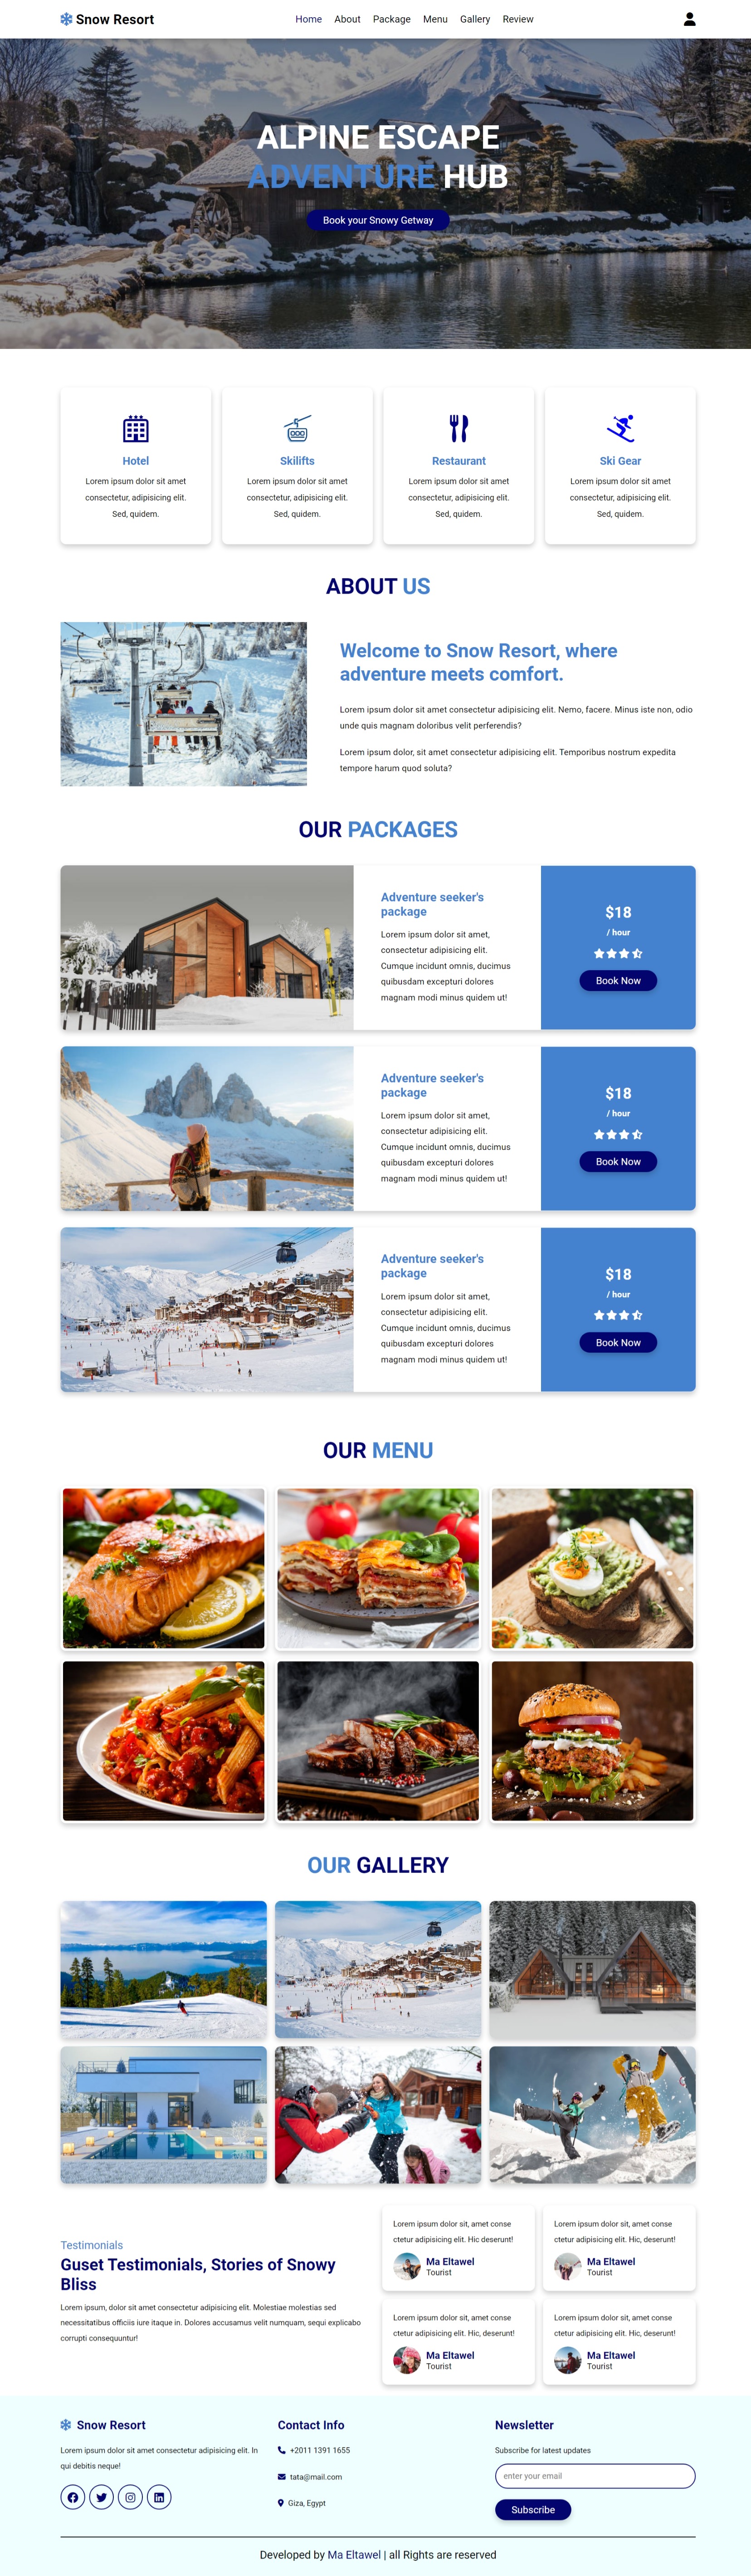 Snow Resort
Home About Package Menu Gallery Review
ALPINE ESCAPE
ADVENTURE HUB
Book your Snowy Getway
Hotel
Lorem ipsum dolor sit amet
consectetur, adipisicing elit.
Sed, quidem.
Skilifts
Lorem ipsum dolor sit amet
consectetur, adipisicing elit.
Sed, quidem.
Restaurant
Lorem ipsum dolor sit amet
consectetur, adipisicing elit.
Sed, quidem.
Ski Gear
Lorem ipsum dolor sit amet
consectetur, adipisicing elit.
Sed, quidem.
ABOUT US
Welcome to Snow Resort, where
adventure meets comfort.
Lorem ipsum dolor sit amet consectetur adipisicing elit. Nemo, facere. Minus iste non, odio
unde quis magnam doloribus velit perferendis?
Lorem ipsum dolor, sit amet consectetur adipisicing elit. Temporibus nostrum expedita
tempore harum quod soluta?
OUR PACKAGES
Adventure seeker's
package
Lorem ipsum dolor sit amet,
consectetur adipisicing elit.
Cumque incidunt omnis, ducimus
quibusdam excepturi dolores
magnam modi minus quidem ut!
$18
/ hour
Book Now
Adventure seeker's
package
Lorem ipsum dolor sit amet,
consectetur adipisicing elit.
Cumque incidunt omnis, ducimus
quibusdam excepturi dolores
magnam modi minus quidem ut!
$18
/ hour
Book Now
Adventure seeker's
package
Lorem ipsum dolor sit amet,
consectetur adipisicing elit.
Cumque incidunt omnis, ducimus
quibusdam excepturi dolores
magnam modi minus quidem ut!
$18
/ hour
Book Now
OUR MENU
OUR GALLERY
Testimonials
Guset Testimonials, Stories of Snowy
Bliss
Lorem ipsum, dolor sit amet consectetur adipisicing elit. Molestiae molestias sed
necessitatibus officiis iure itaque in. Dolores accusamus velit numquam, sequi explicabo
corrupti consequuntur!
Lorem ipsum dolor sit, amet conse
ctetur adipisicing elit. Hic deserunt!
Ma Eltawel
Tourist
Lorem ipsum dolor sit, amet conse
ctetur adipisicing elit. Hic, deserunt!
Ma Eltawel
Tourist
Lorem ipsum dolor sit, amet conse
ctetur adipisicing elit. Hic, deserunt!
Ma Eltawel
Tourist
Lorem ipsum dolor sit, amet conse
ctetur adipisicing elit. Hic, deserunt!
Ma Eltawel
Tourist
Snow Resort
Lorem ipsum dolor sit amet consectetur adipisicing elit. In
qui debitis neque!
Contact Info
+2011 1391 1655
tata@mail.com
Giza, Egypt
Newsletter
Subscribe for latest updates
enter your email
Subscribe
Developed by Ma Eltawel | all Rights are reserved